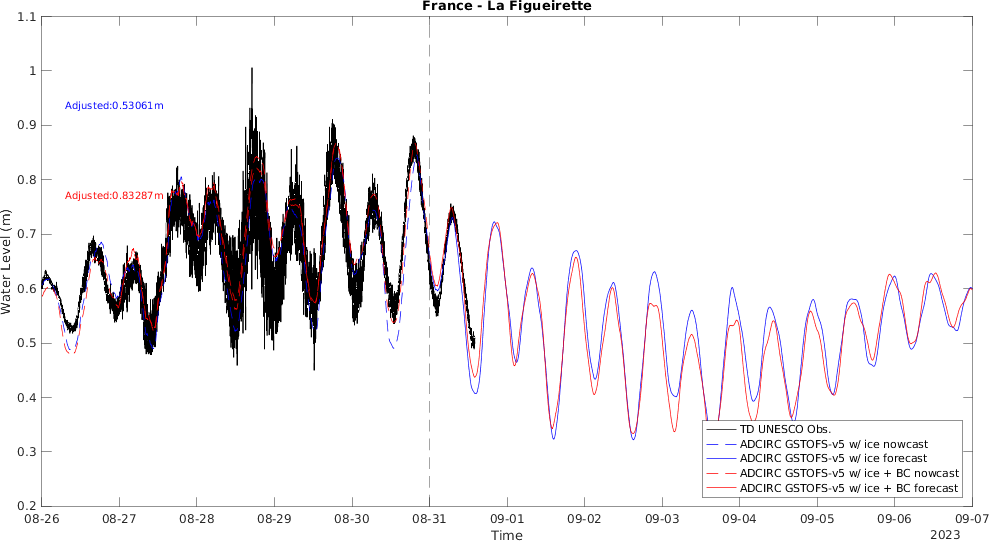 France - La Figueirette
1.1
1
0.9
0.8
0.7
0.6
0.5
0.4
0.3
0.2
Water Level (m)
Adjusted:0.53061m
Adjusted:0.83287m
TD UNESCO Obs.
ADCIRC GSTOFS-v5 w/ ice nowcast
ADCIRC GSTOFS-v5 w/ ice forecast
ADCIRC GSTOFS-v5 w/ ice + BC nowcast
ADCIRC GSTOFS-v5 w/ ice + BC forecast
08-26 08-27 08-28 08-29 08-30 08-31 09-01 09-02 09-03 09-04 09-05 09-06 09-07
Time
2023